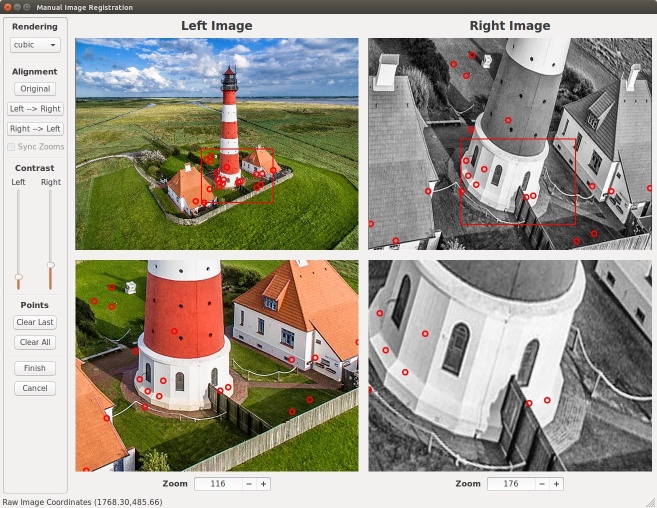 Manual Image Registration
Rendering
cubic
Alignment
Original
Left --> Right
Right --> Left
Sync Zooms
Contrast
Left Right
Points
Clear Last
Clear All
Finish
Cancel
Left Image
Right Image
Zoom 116 − +
Zoom 176 − +
Raw Image Coordinates (1768.30,485.66)